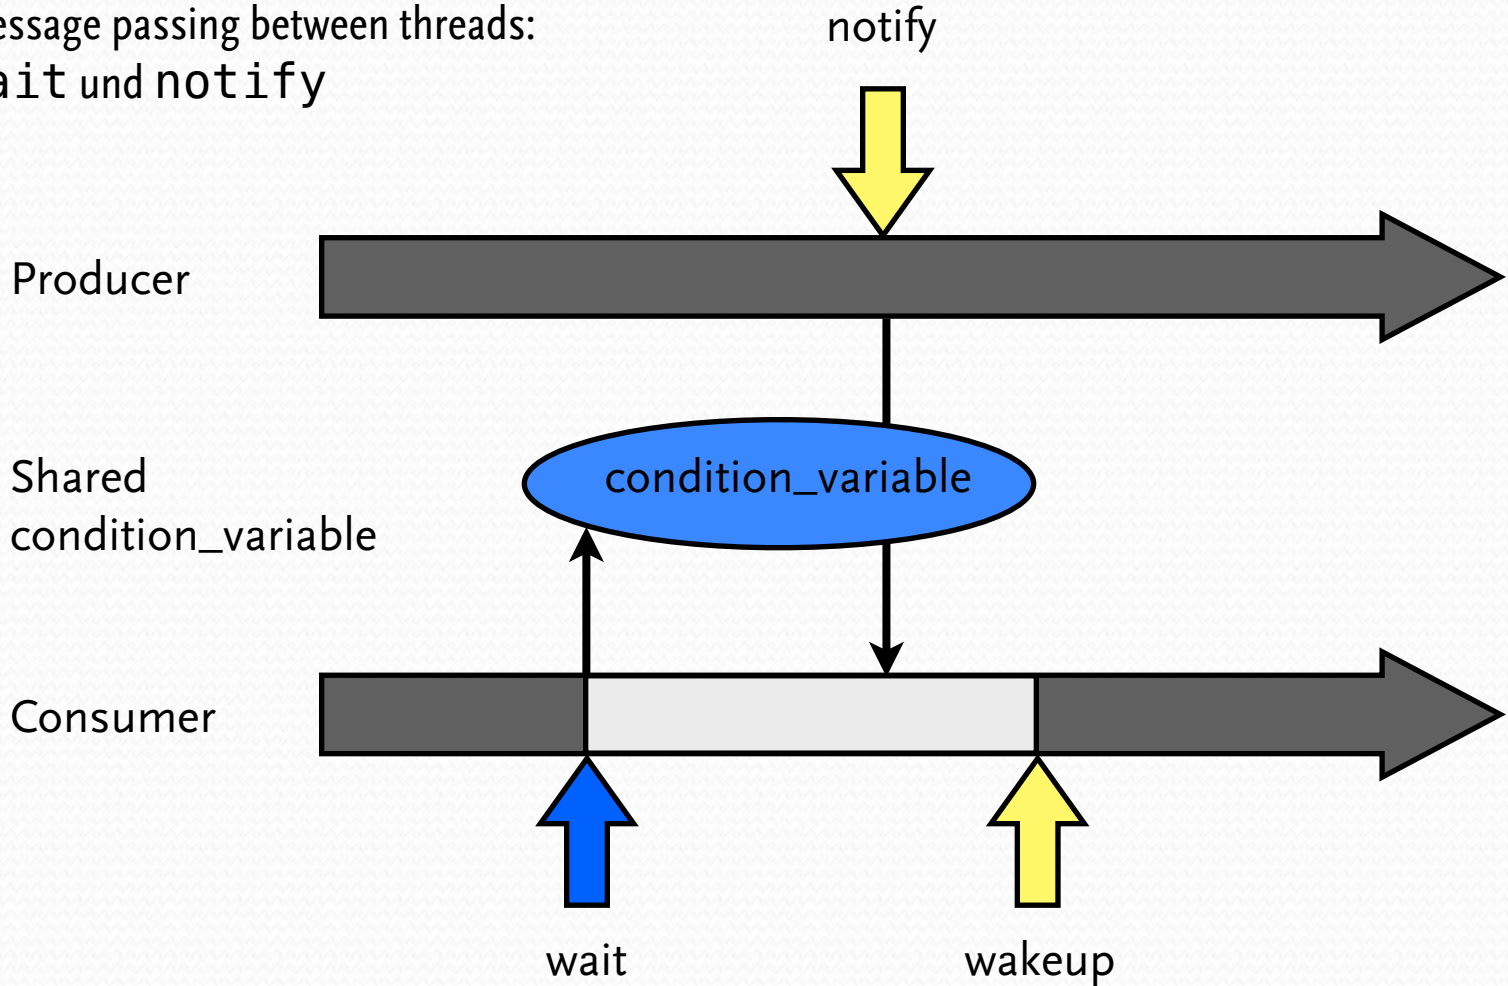 essage passing between threads:
ait und notify
notify
Producer
Shared
condition_variable
condition_variable
Consumer
wait
wakeup